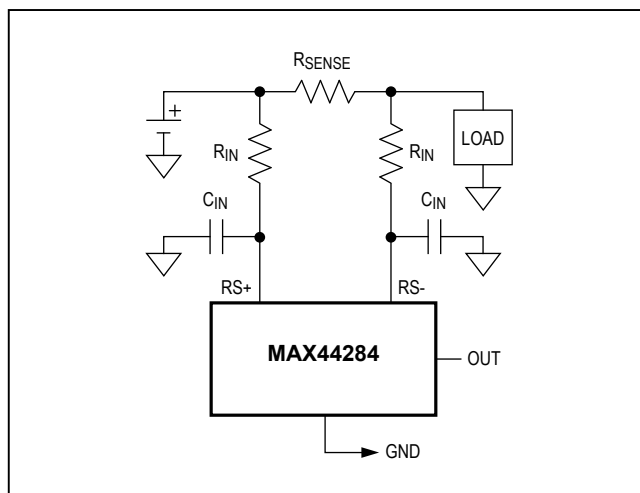 RSENSE
+
RIN
RIN
LOAD
CIN
CIN
RS+
RS-
MAX44284
OUT
GND